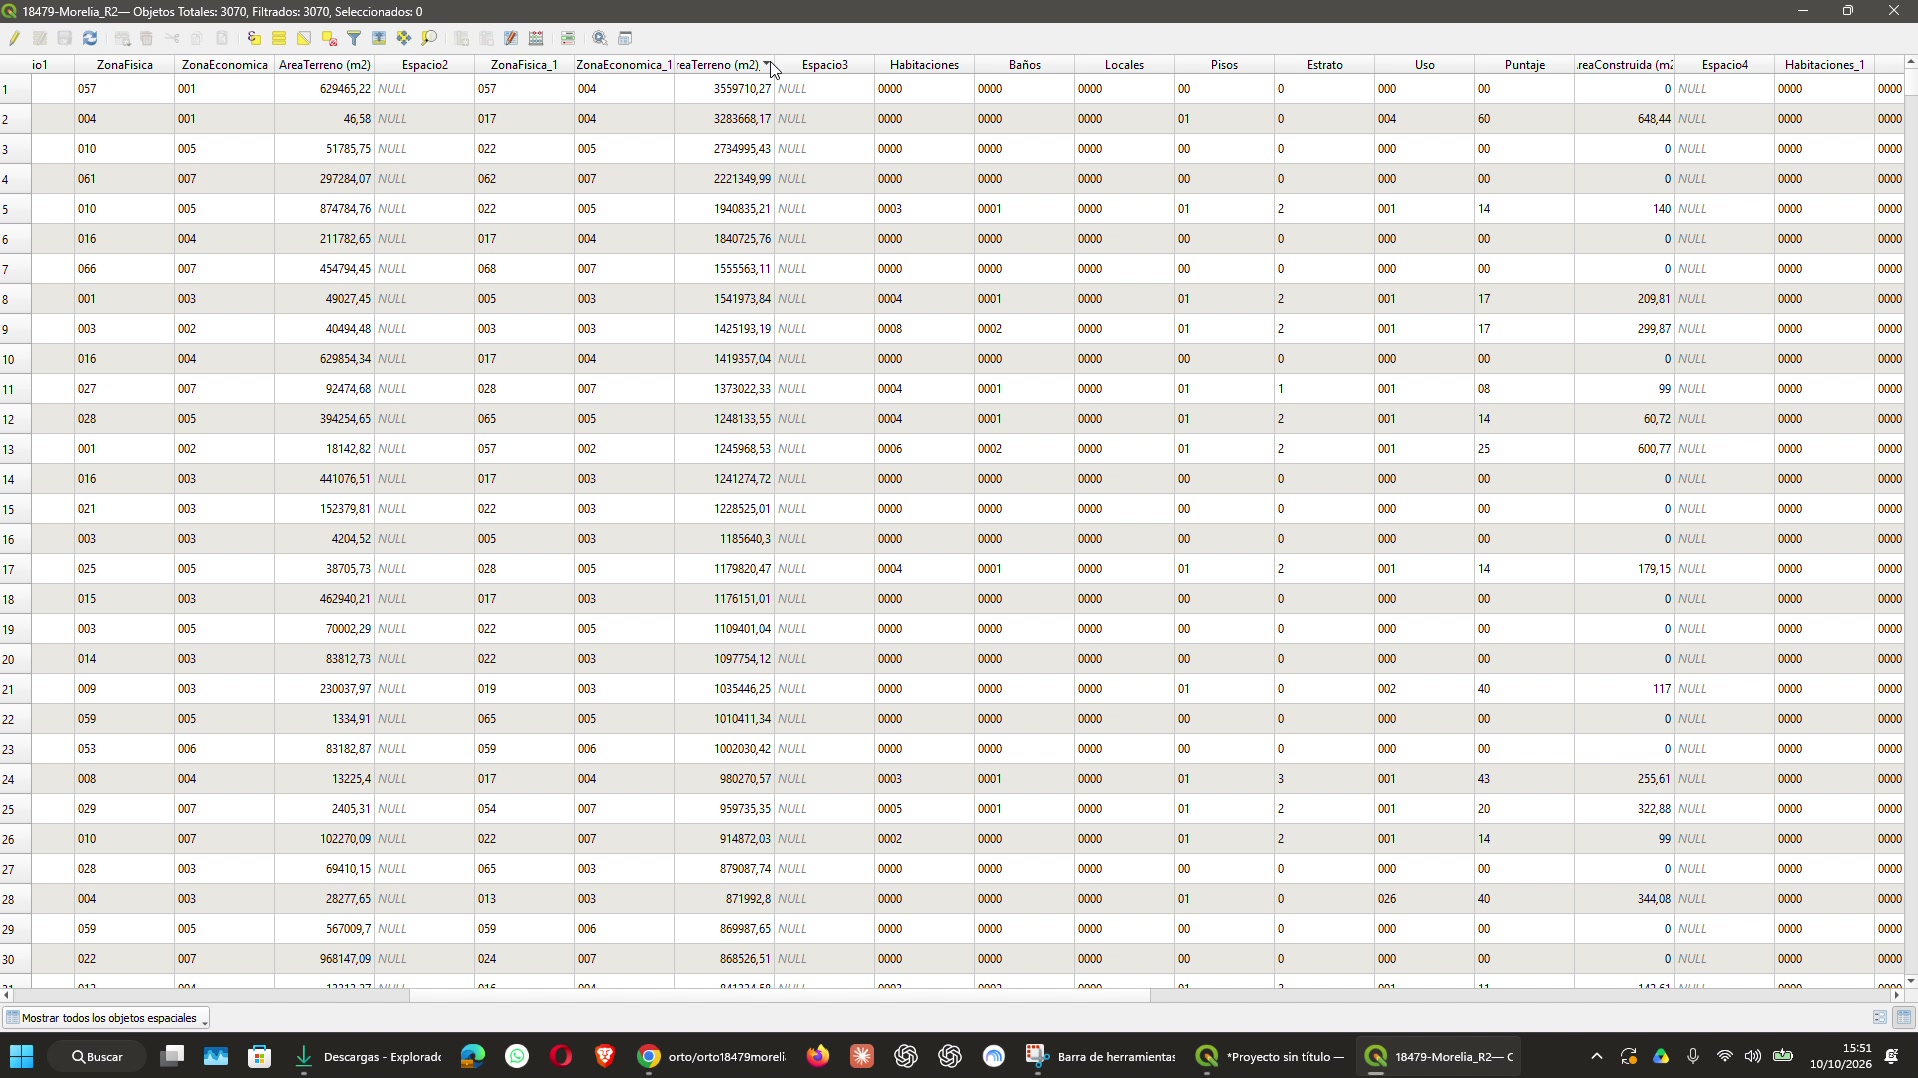 18479-Morelia_R2— Objetos Totales: 3070, Filtrados: 3070, Seleccionados: 0
io1 ZonaFisica ZonaEconomica AreaTerreno (m2) Espacio2 ZonaFisica_1 ZonaEconomica_1 reaTerreno (m2)_ Espacio3 Habitaciones Baños Locales Pisos Estrato Uso Puntaje reaConstruida (m2 Espacio4 Habitaciones_1
1 057 001 629465,22 NULL 057 004 3559710,27 NULL 0000 0000 0000 00 0 000 00 0 NULL 0000 0000
2 004 001 46,58 NULL 017 004 3283668,17 NULL 0000 0000 0000 01 0 004 60 648,44 NULL 0000 0000
3 010 005 51785,75 NULL 022 005 2734995,43 NULL 0000 0000 0000 00 0 000 00 0 NULL 0000 0000
4 061 007 297284,07 NULL 062 007 2221349,99 NULL 0000 0000 0000 00 0 000 00 0 NULL 0000 0000
5 010 005 874784,76 NULL 022 005 1940835,21 NULL 0003 0001 0000 01 2 001 14 140 NULL 0000 0000
6 016 004 211782,65 NULL 017 004 1840725,76 NULL 0000 0000 0000 00 0 000 00 0 NULL 0000 0000
7 066 007 454794,45 NULL 068 007 1555563,11 NULL 0000 0000 0000 00 0 000 00 0 NULL 0000 0000
8 001 003 49027,45 NULL 005 003 1541973,84 NULL 0004 0001 0000 01 2 001 17 209,81 NULL 0000 0000
9 003 002 40494,48 NULL 003 003 1425193,19 NULL 0008 0002 0000 01 2 001 17 299,87 NULL 0000 0000
10 016 004 629854,34 NULL 017 004 1419357,04 NULL 0000 0000 0000 00 0 000 00 0 NULL 0000 0000
11 027 007 92474,68 NULL 028 007 1373022,33 NULL 0004 0001 0000 01 1 001 08 99 NULL 0000 0000
12 028 005 394254,65 NULL 065 005 1248133,55 NULL 0004 0001 0000 01 2 001 14 60,72 NULL 0000 0000
13 001 002 18142,82 NULL 057 002 1245968,53 NULL 0006 0002 0000 01 2 001 25 600,77 NULL 0000 0000
14 016 003 441076,51 NULL 017 003 1241274,72 NULL 0000 0000 0000 00 0 000 00 0 NULL 0000 0000
15 021 003 152379,81 NULL 022 003 1228525,01 NULL 0000 0000 0000 00 0 000 00 0 NULL 0000 0000
16 003 003 4204,52 NULL 005 003 1185640,3 NULL 0000 0000 0000 00 0 000 00 0 NULL 0000 0000
17 025 005 38705,73 NULL 028 005 1179820,47 NULL 0004 0001 0000 01 2 001 14 179,15 NULL 0000 0000
18 015 003 462940,21 NULL 017 003 1176151,01 NULL 0000 0000 0000 00 0 000 00 0 NULL 0000 0000
19 003 005 70002,29 NULL 022 005 1109401,04 NULL 0000 0000 0000 00 0 000 00 0 NULL 0000 0000
20 014 003 83812,73 NULL 022 003 1097754,12 NULL 0000 0000 0000 00 0 000 00 0 NULL 0000 0000
21 009 003 230037,97 NULL 019 003 1035446,25 NULL 0000 0000 0000 01 0 002 40 117 NULL 0000 0000
22 059 005 1334,91 NULL 065 005 1010411,34 NULL 0000 0000 0000 00 0 000 00 0 NULL 0000 0000
23 053 006 83182,87 NULL 059 006 1002030,42 NULL 0000 0000 0000 00 0 000 00 0 NULL 0000 0000
24 008 004 13225,4 NULL 017 004 980270,57 NULL 0003 0001 0000 01 3 001 43 255,61 NULL 0000 0000
25 029 007 2405,31 NULL 054 007 959735,35 NULL 0005 0001 0000 01 2 001 20 322,88 NULL 0000 0000
26 010 007 102270,09 NULL 022 007 914872,03 NULL 0002 0000 0000 01 2 001 14 99 NULL 0000 0000
27 028 003 69410,15 NULL 065 003 879087,74 NULL 0000 0000 0000 00 0 000 00 0 NULL 0000 0000
28 004 003 28277,65 NULL 013 003 871992,8 NULL 0000 0000 0000 01 0 026 40 344,08 NULL 0000 0000
29 059 005 567009,7 NULL 059 006 869987,65 NULL 0000 0000 0000 00 0 000 00 0 NULL 0000 0000
30 022 007 968147,09 NULL 024 007 868526,51 NULL 0000 0000 0000 00 0 000 00 0 NULL 0000 0000
Mostrar todos los objetos espaciales
Buscar Descargas - Explorado orto/orto18479moreli Barra de herramientas *Proyecto sin título — 18479-Morelia_R2— C 15:51
10/10/2026